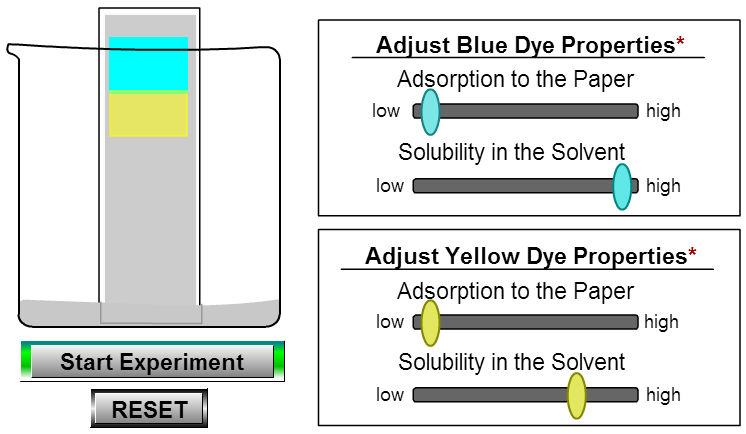 Adjust Blue Dye Properties*
Adsorption to the Paper
low high
Solubility in the Solvent
low high
Adjust Yellow Dye Properties*
Adsorption to the Paper
low high
Solubility in the Solvent
low high
Start Experiment
RESET